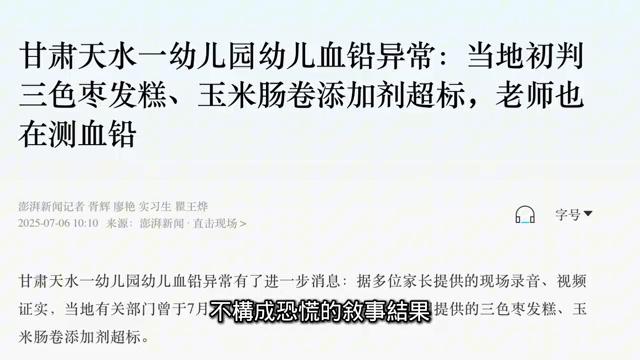 甘肃天水一幼儿园幼儿血铅异常：当地初判
三色枣发糕、玉米肠卷添加剂超标，老师也
在测血铅
澎湃新闻记者 胥辉 廖艳 实习生 瞿王烨
2025-07-06 10:10 来源：澎湃新闻·直击现场 >
字号
甘肃天水一幼儿园幼儿血铅异常有了进一步消息：据多位家长提供的现场录音、视频
证实，当地有关部门曾于7月
提供的三色枣发糕、玉
不構成恐慌的敘事結果
米肠卷添加剂超标。